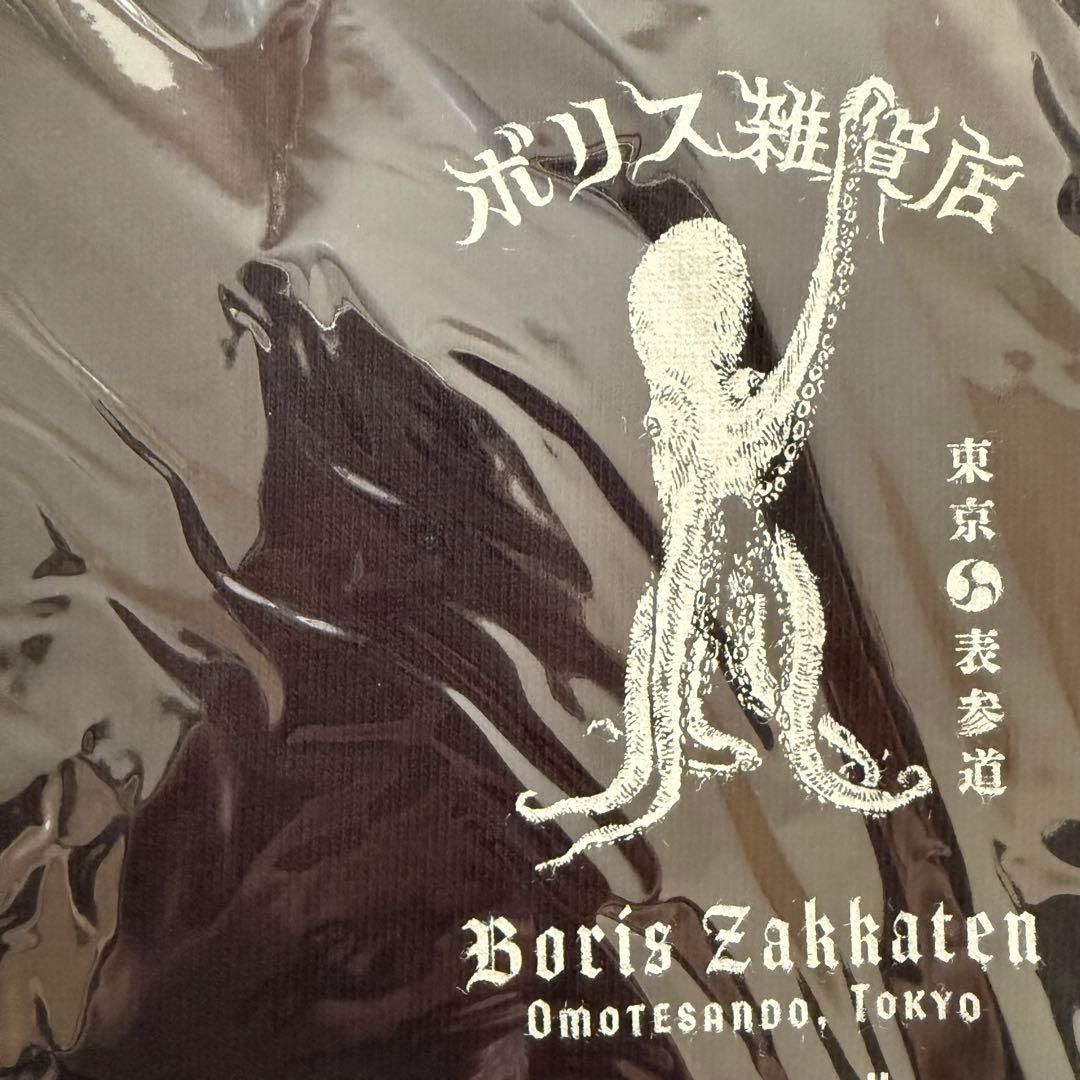 ボリス雑貨店
東京
表参道
Boris Zakkaten
Omotesando, Tokyo